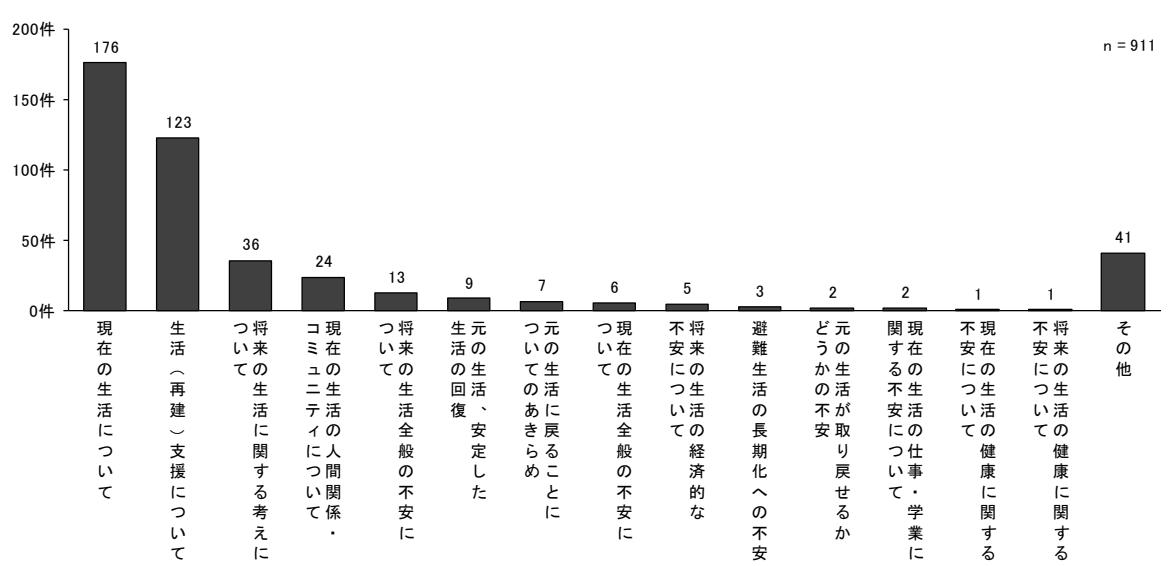 200件
150件
100件
50件
0件
n = 911
176
123
36
24
13
9
7
6
5
3
2
2
1
1
41
現在の生活について
生活（再建）支援について
将来の生活に関する考えに
ついて
現在の生活の人間関係・
コミュニティについて
将来の生活全般の不安に
ついて
元の生活、安定した
生活の回復
元の生活に戻ることに
ついてのあきらめ
現在の生活全般の不安に
ついて
将来の生活の経済的な
不安について
避難生活の長期化への不安
元の生活が取り戻せるか
どうかの不安
現在の生活の仕事・学業に
関する不安について
現在の生活の健康に関する
不安について
将来の生活の健康に関する
不安について
その他